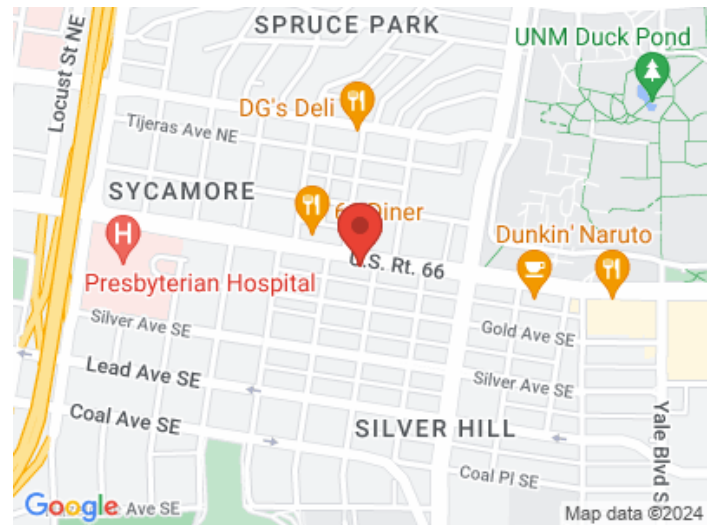 SPRUCE PARK
UNM Duck Pond
Locust St NE
DG's Deli
Tijeras Ave NE
SYCAMORE
Diner
Dunkin' Naruto
U.S. Rt. 66
H
Presbyterian Hospital
Silver Ave SE
Gold Ave SE
Lead Ave SE
Silver Ave SE
Coal Ave SE
SILVER HILL
Yale Blvd S
Coal Pl SE
Google
Ave SE
Map data ©2024